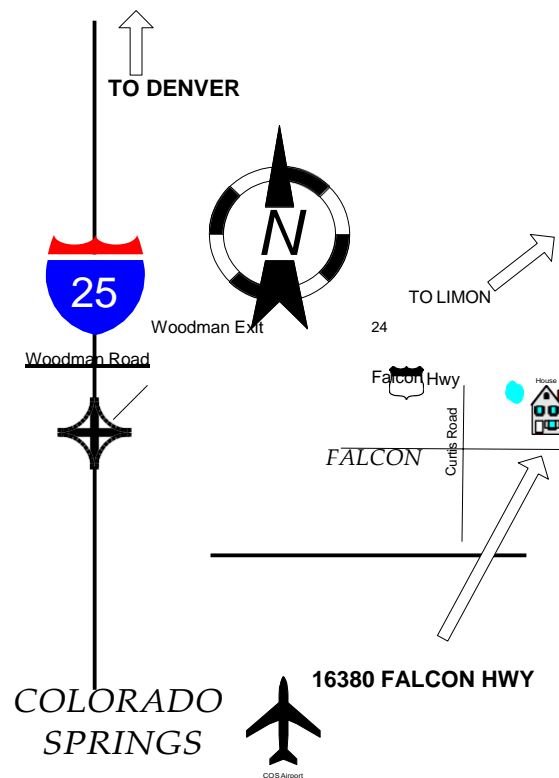 TO DENVER
N
25
TO LIMON
Woodman Exit
24
Woodman Road
Falcon Hwy
House
Curtis Road
FALCON
16380 FALCON HWY
COLORADO
SPRINGS
COS Airport